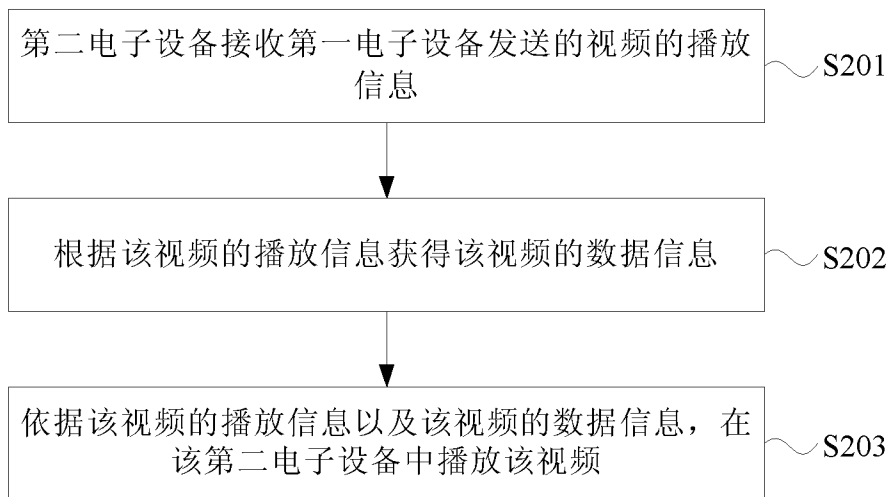 第二电子设备接收第一电子设备发送的视频的播放
信息
S201
根据该视频的播放信息获得该视频的数据信息
S202
依据该视频的播放信息以及该视频的数据信息，在
该第二电子设备中播放该视频
S203